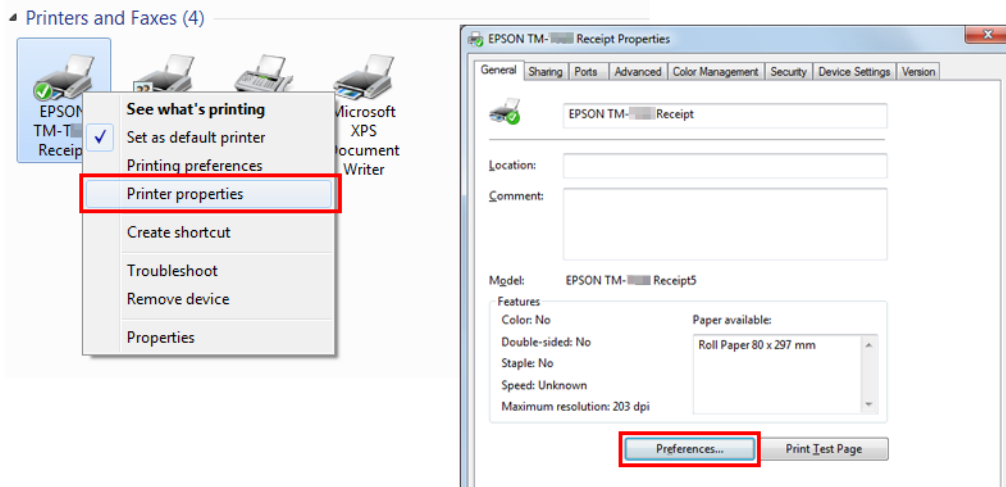 Printers and Faxes (4)
EPSON
TM-T
Receip
Microsoft
XPS
Document
Writer
See what's printing
Set as default printer
Printing preferences
Printer properties
Create shortcut
Troubleshoot
Remove device
Properties
EPSON TM- Receipt Properties
General Sharing Ports Advanced Color Management Security Device Settings Version
EPSON TM- Receipt
Location:
Comment:
Model: EPSON TM- Receipt5
Features
Color: No
Paper available:
Double-sided: No
Roll Paper 80 x 297 mm
Staple: No
Speed: Unknown
Maximum resolution: 203 dpi
Preferences... Print Test Page